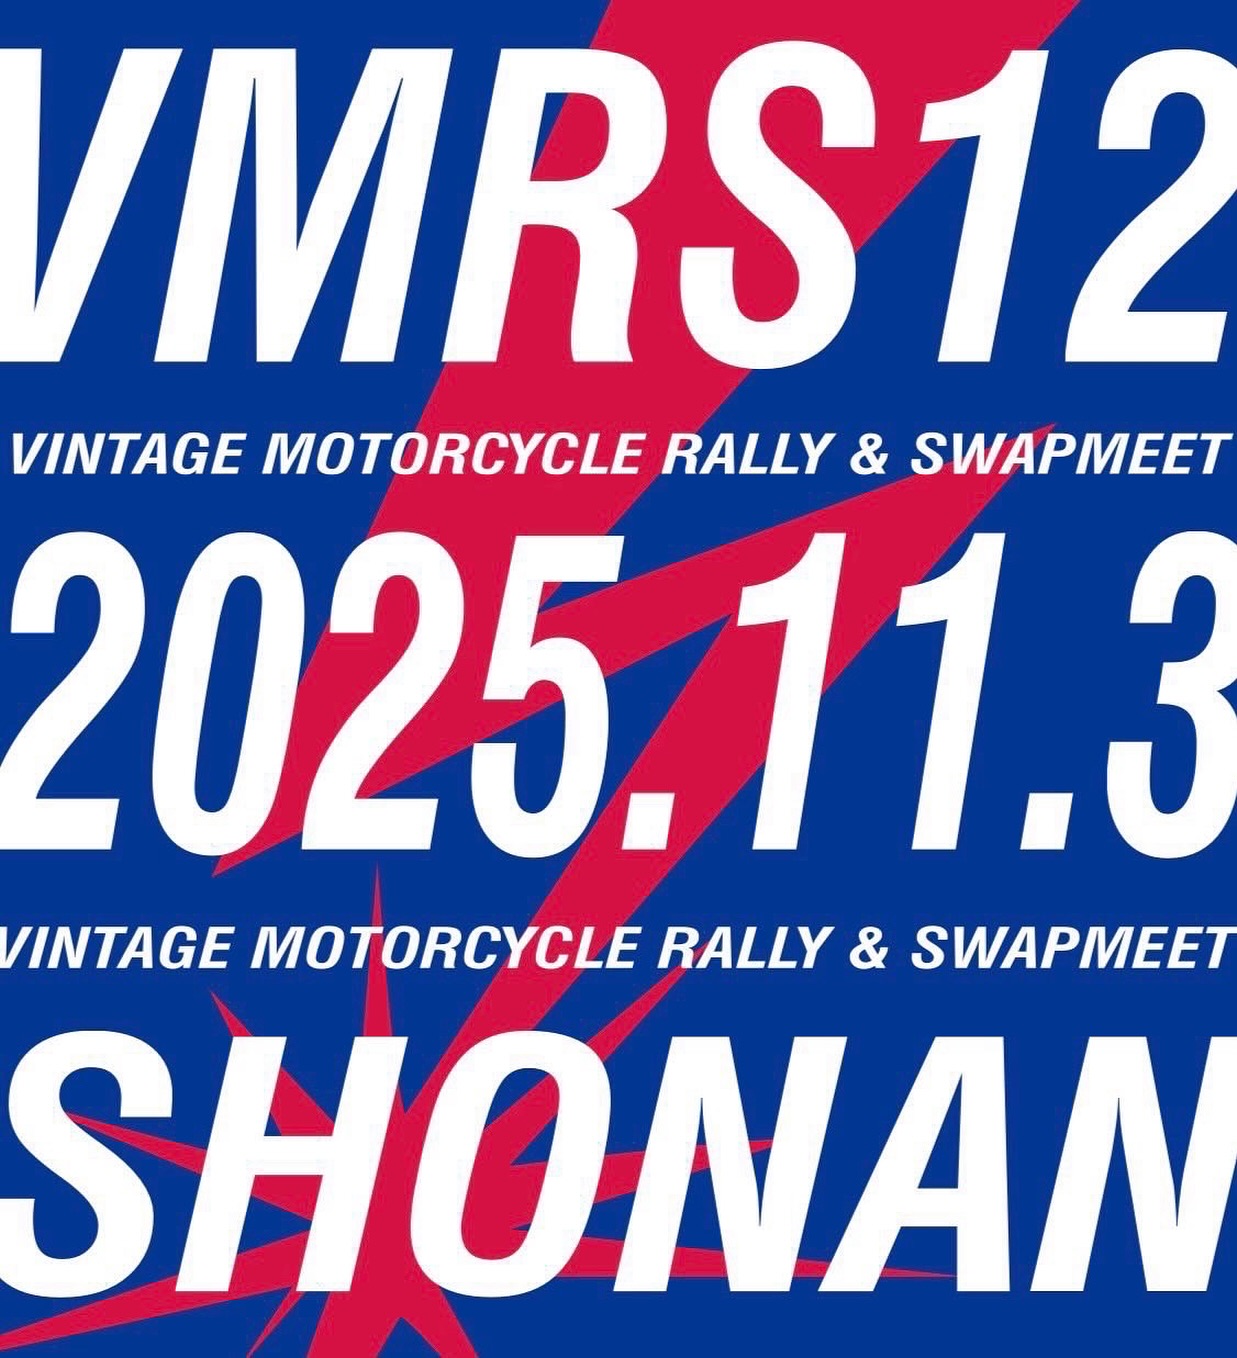 VMRS12
VINTAGE MOTORCYCLE RALLY & SWAPMEET
2025.11.3
VINTAGE MOTORCYCLE RALLY & SWAPMEET
SHONAN